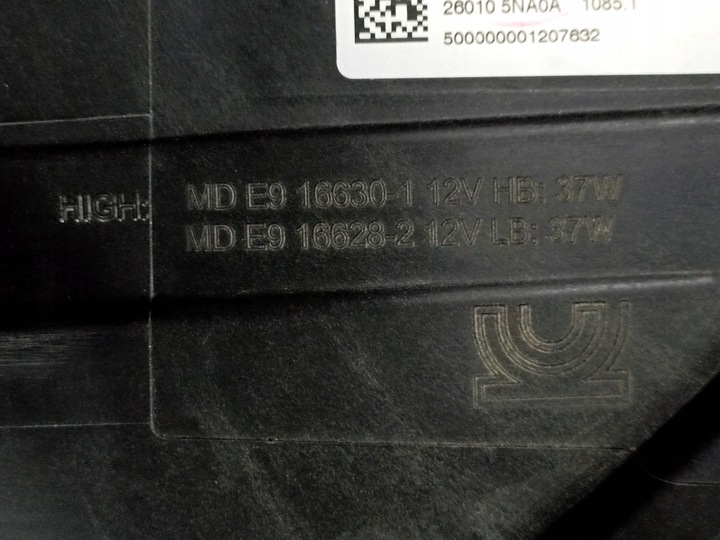 26010 5NA0A 1085.1
500000001207632
HIGH: MD E9 16630-1 12V HB: 37W
MD E9 16628-2 12V LB: 37W